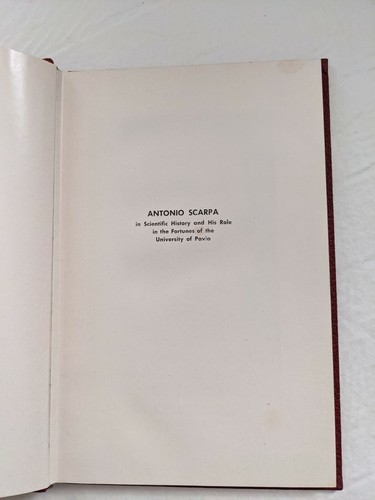 ANTONIO SCARPA
in Scientific History and His Role
in the Fortunes of the
University of Pavia